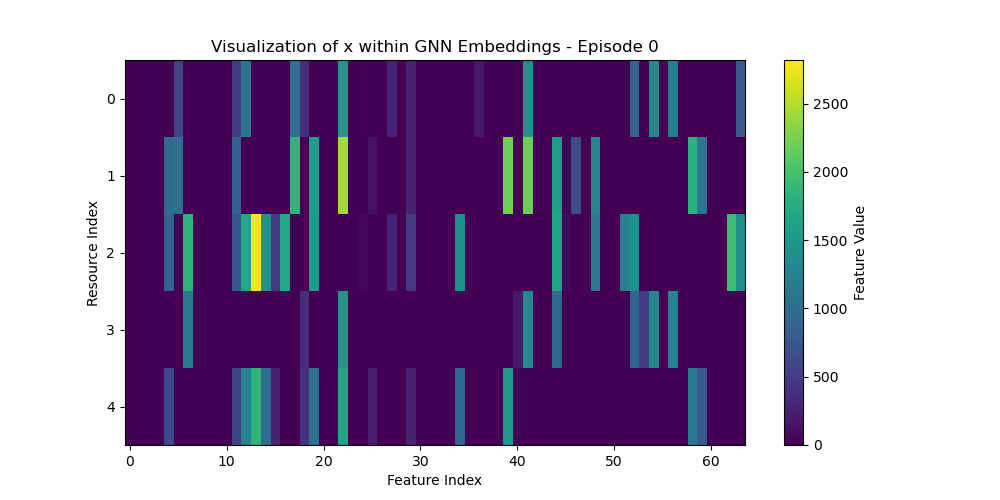 Visualization of x within GNN Embeddings - Episode 0
Resource Index
0
1
2
3
4
0 10 20 30 40 50 60
Feature Index
2500
2000
1500
1000
500
0
Feature Value